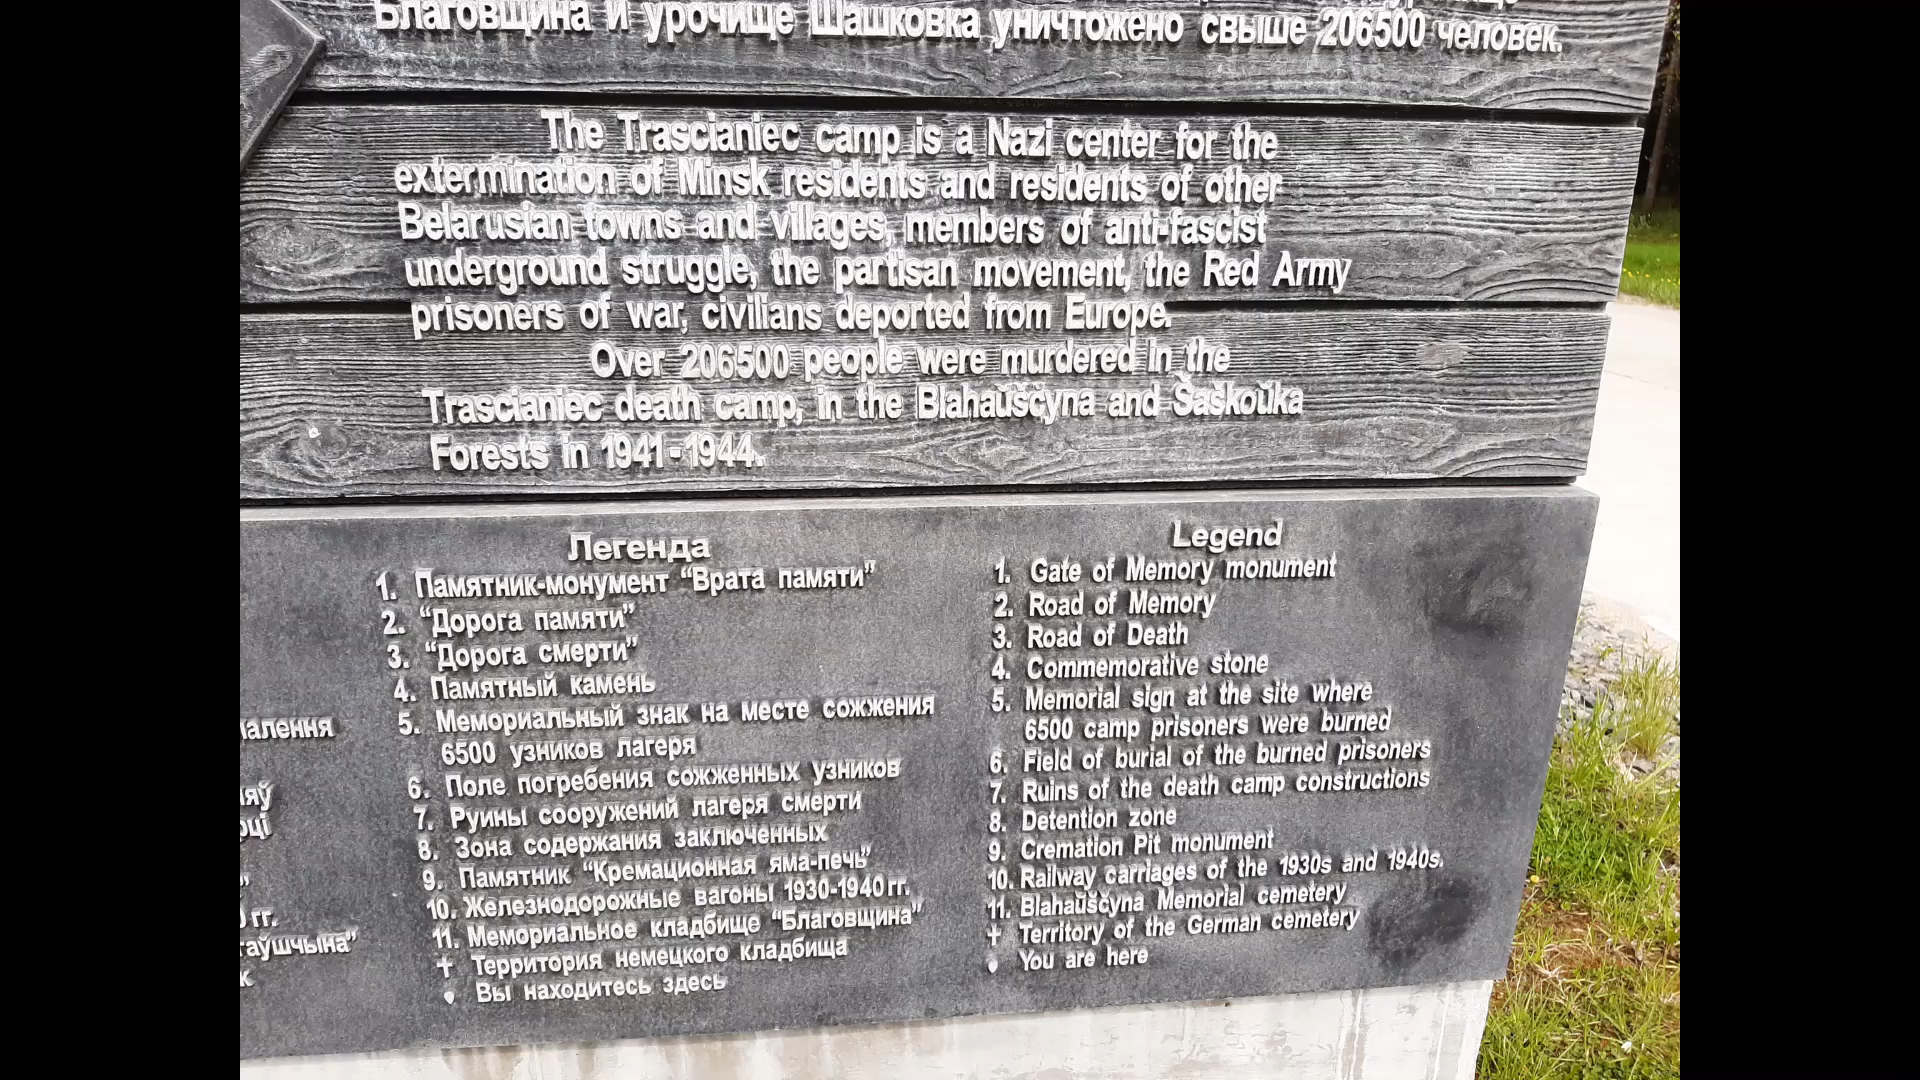 Благовщина и урочище Шашковка уничтожено свыше 206500 человек.
The Trascianiec camp is a Nazi center for the
extermination of Minsk residents and residents of other
Belarusian towns and villages, members of anti-fascist
underground struggle, the partisan movement, the Red Army
prisoners of war, civilians deported from Europe.
Over 206500 people were murdered in the
Trascianiec death camp, in the Blahaŭščyna and Šaškoŭka
Forests in 1941-1944.
алення
яў
рці
”
гг.
гаўшчына”
к
Легенда
1. Памятник-монумент “Врата памяти”
2. “Дорога памяти”
3. “Дорога смерти”
4. Памятный камень
5. Мемориальный знак на месте сожжения
6500 узников лагеря
6. Поле погребения сожженных узников
7. Руины сооружений лагеря смерти
8. Зона содержания заключенных
9. Памятник “Кремационная яма-печь”
10. Железнодорожные вагоны 1930-1940 гг.
11. Мемориальное кладбище “Благовщина”
† Территория немецкого кладбища
Вы находитесь здесь
Legend
1. Gate of Memory monument
2. Road of Memory
3. Road of Death
4. Commemorative stone
5. Memorial sign at the site where
6500 camp prisoners were burned
6. Field of burial of the burned prisoners
7. Ruins of the death camp constructions
8. Detention zone
9. Cremation Pit monument
10. Railway carriages of the 1930s and 1940s.
11. Blahaŭščyna Memorial cemetery
† Territory of the German cemetery
You are here